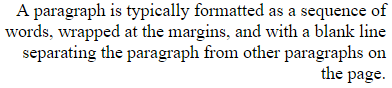 A paragraph is typically formatted as a sequence of
words, wrapped at the margins, and with a blank line
separating the paragraph from other paragraphs on
the page.